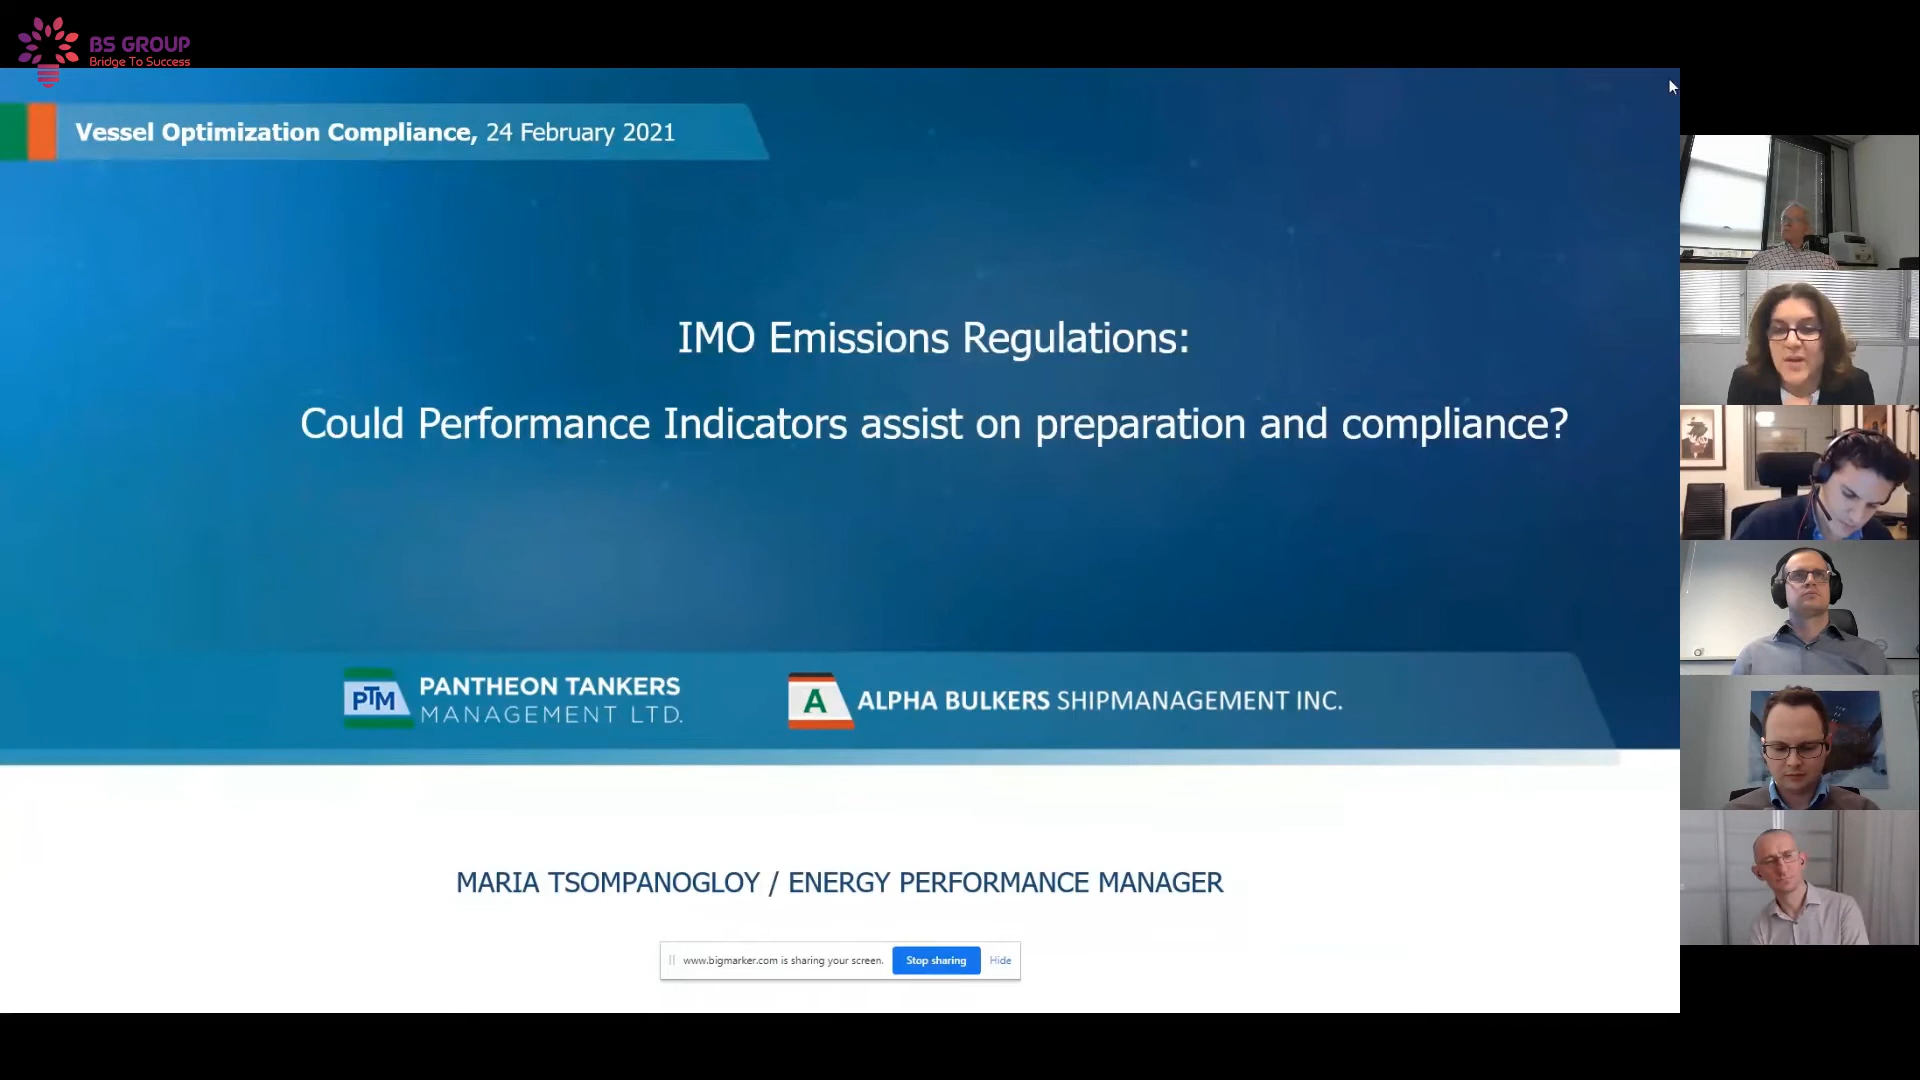 BS GROUP
Bridge To Success
Vessel Optimization Compliance, 24 February 2021
IMO Emissions Regulations:
Could Performance Indicators assist on preparation and compliance?
PTM
PANTHEON TANKERS
MANAGEMENT LTD.
A
ALPHA BULKERS SHIPMANAGEMENT INC.
MARIA TSOMPANOGLOY / ENERGY PERFORMANCE MANAGER
www.bigmarker.com is sharing your screen.
Stop sharing
Hide